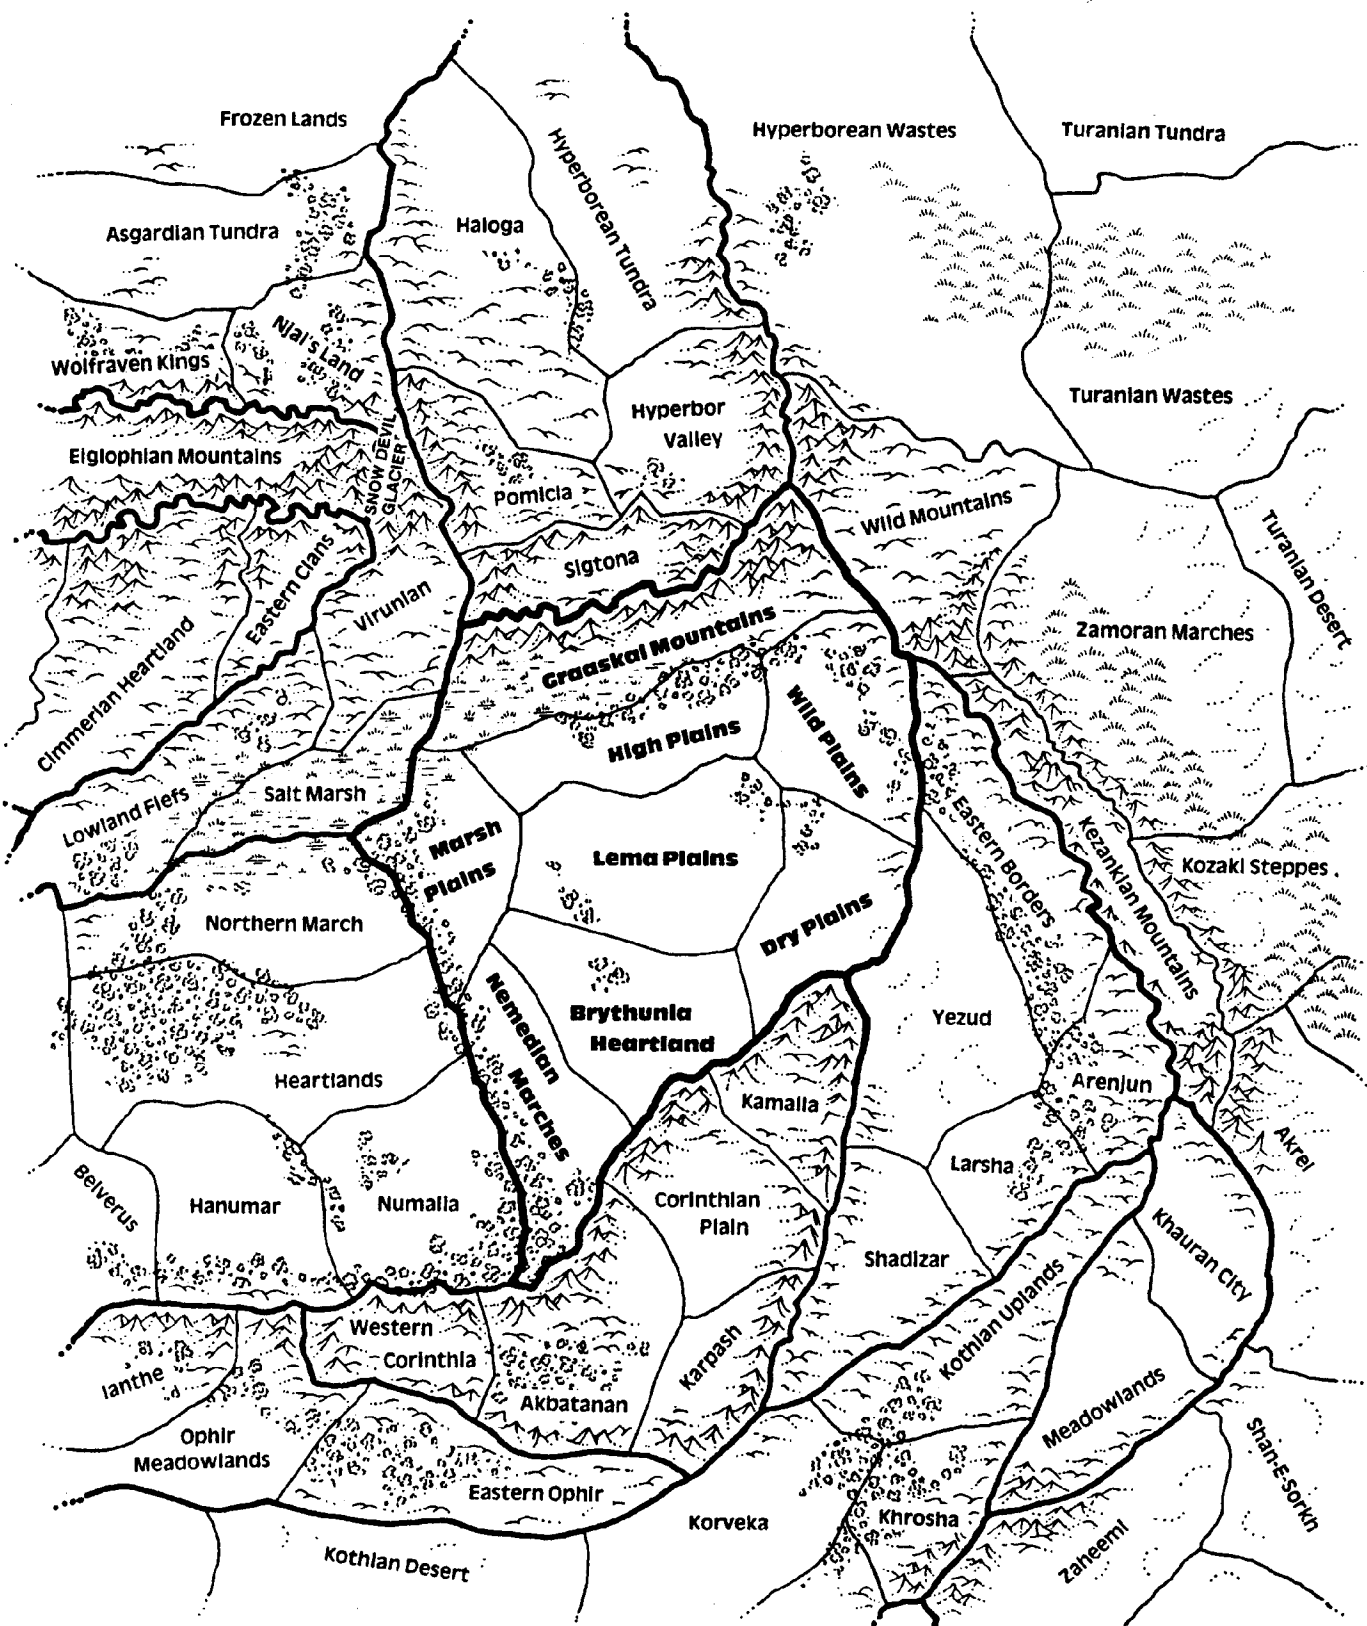 Frozen Lands
Hyperborean Wastes
Turanian Tundra
Hyperborean Tundra
Asgardian Tundra
Haloga
Njal's Land
Wolfraven Kings
Turanian Wastes
Hyperbor
Valley
Eiglophian Mountains
SNOW DEVIL
GLACIER
Pomicia
Wild Mountains
Turanian Desert
Sigtona
Eastern Clans
Virunian
Cimmerian Heartland
Graaskal Mountains
Zamoran Marches
High Plains
Wild Plains
Lowland Fiefs
Salt Marsh
Marsh
Plains
Lema Plains
Eastern Borders
Kezankian Mountains
Kozaki Steppes
Northern March
Dry Plains
Nemedian
Marches
Brythunia
Heartland
Yezud
Heartlands
Kamalia
Arenjun
Akrel
Belverus
Hanumar
Numalia
Corinthian
Plain
Larsha
Khauran City
Shadizar
Kothian Uplands
Western
Corinthia
Ianthe
Karpash
Akbatanan
Meadowlands
Ophir
Meadowlands
Eastern Ophir
Korveka
Khrosha
Shan-E-Sorkh
Zaheemi
Kothian Desert